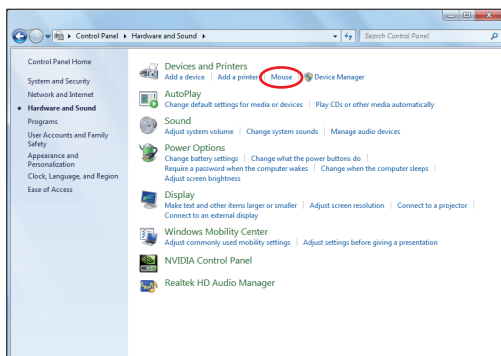 Control Panel
Hardware and Sound
Search Control Panel
Control Panel Home
System and Security
Network and Internet
Hardware and Sound
Programs
User Accounts and Family
Safety
Appearance and
Personalization
Clock, Language, and Region
Ease of Access
Devices and Printers
Add a device Add a printer Mouse Device Manager
AutoPlay
Change default settings for media or devices Play CDs or other media automatically
Sound
Adjust system volume Change system sounds Manage audio devices
Power Options
Change battery settings Change what the power buttons do
Require a password when the computer wakes Change when the computer sleeps
Adjust screen brightness
Display
Make text and other items larger or smaller Adjust screen resolution Connect to a projector
Connect to an external display
Windows Mobility Center
Adjust commonly used mobility settings Adjust settings before giving a presentation
NVIDIA Control Panel
Realtek HD Audio Manager